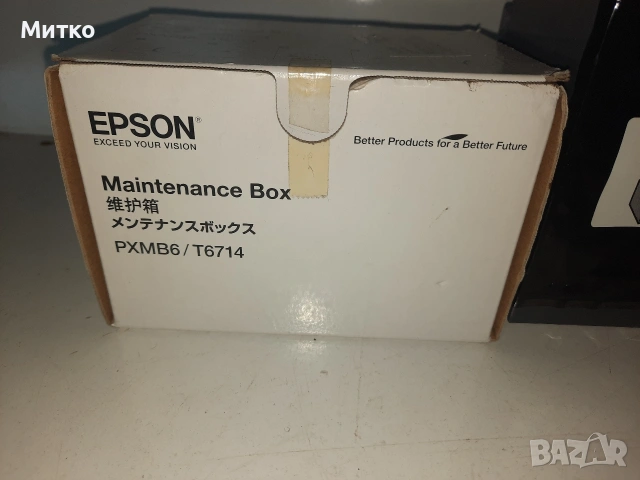 Митко
EPSON®
EXCEED YOUR VISION
Better Products for a Better Future
Maintenance Box
维护箱
メンテナンスボックス
PXMB6/T6714
BAZAR